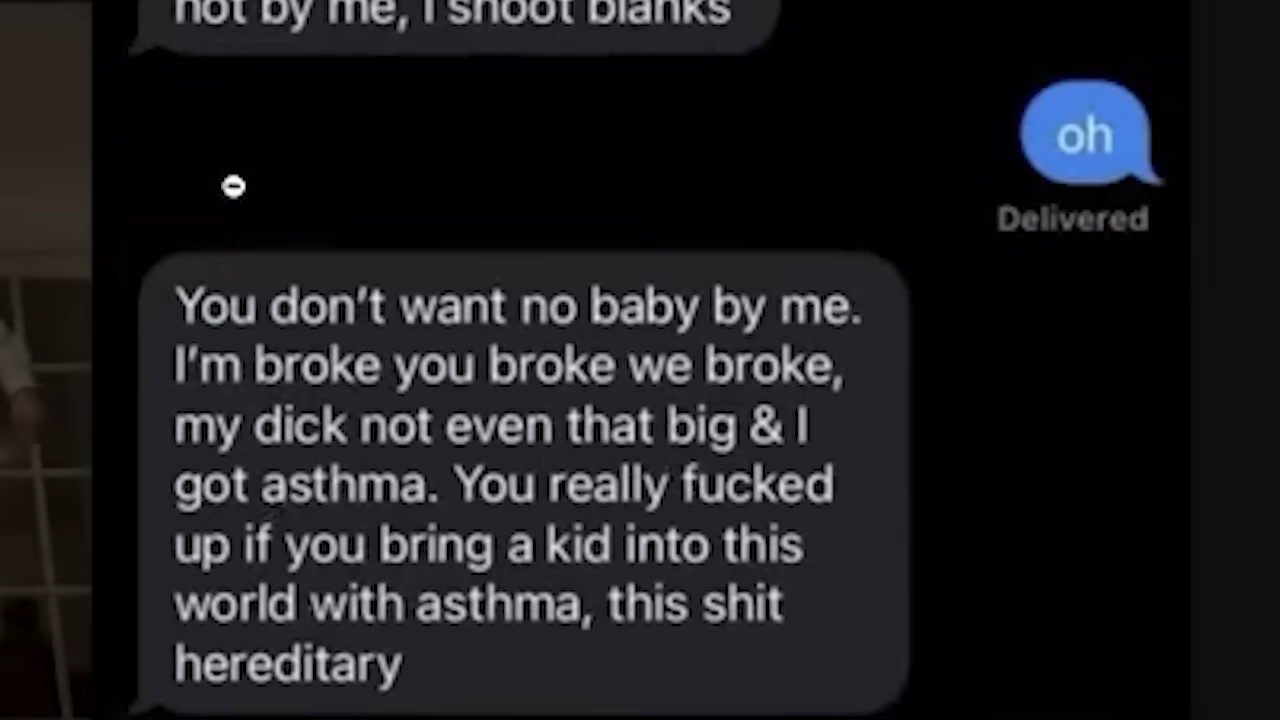 not by me, I shoot blanks
oh
Delivered
You don’t want no baby by me.
I’m broke you broke we broke,
my dick not even that big & I
got asthma. You really fucked
up if you bring a kid into this
world with asthma, this shit
hereditary